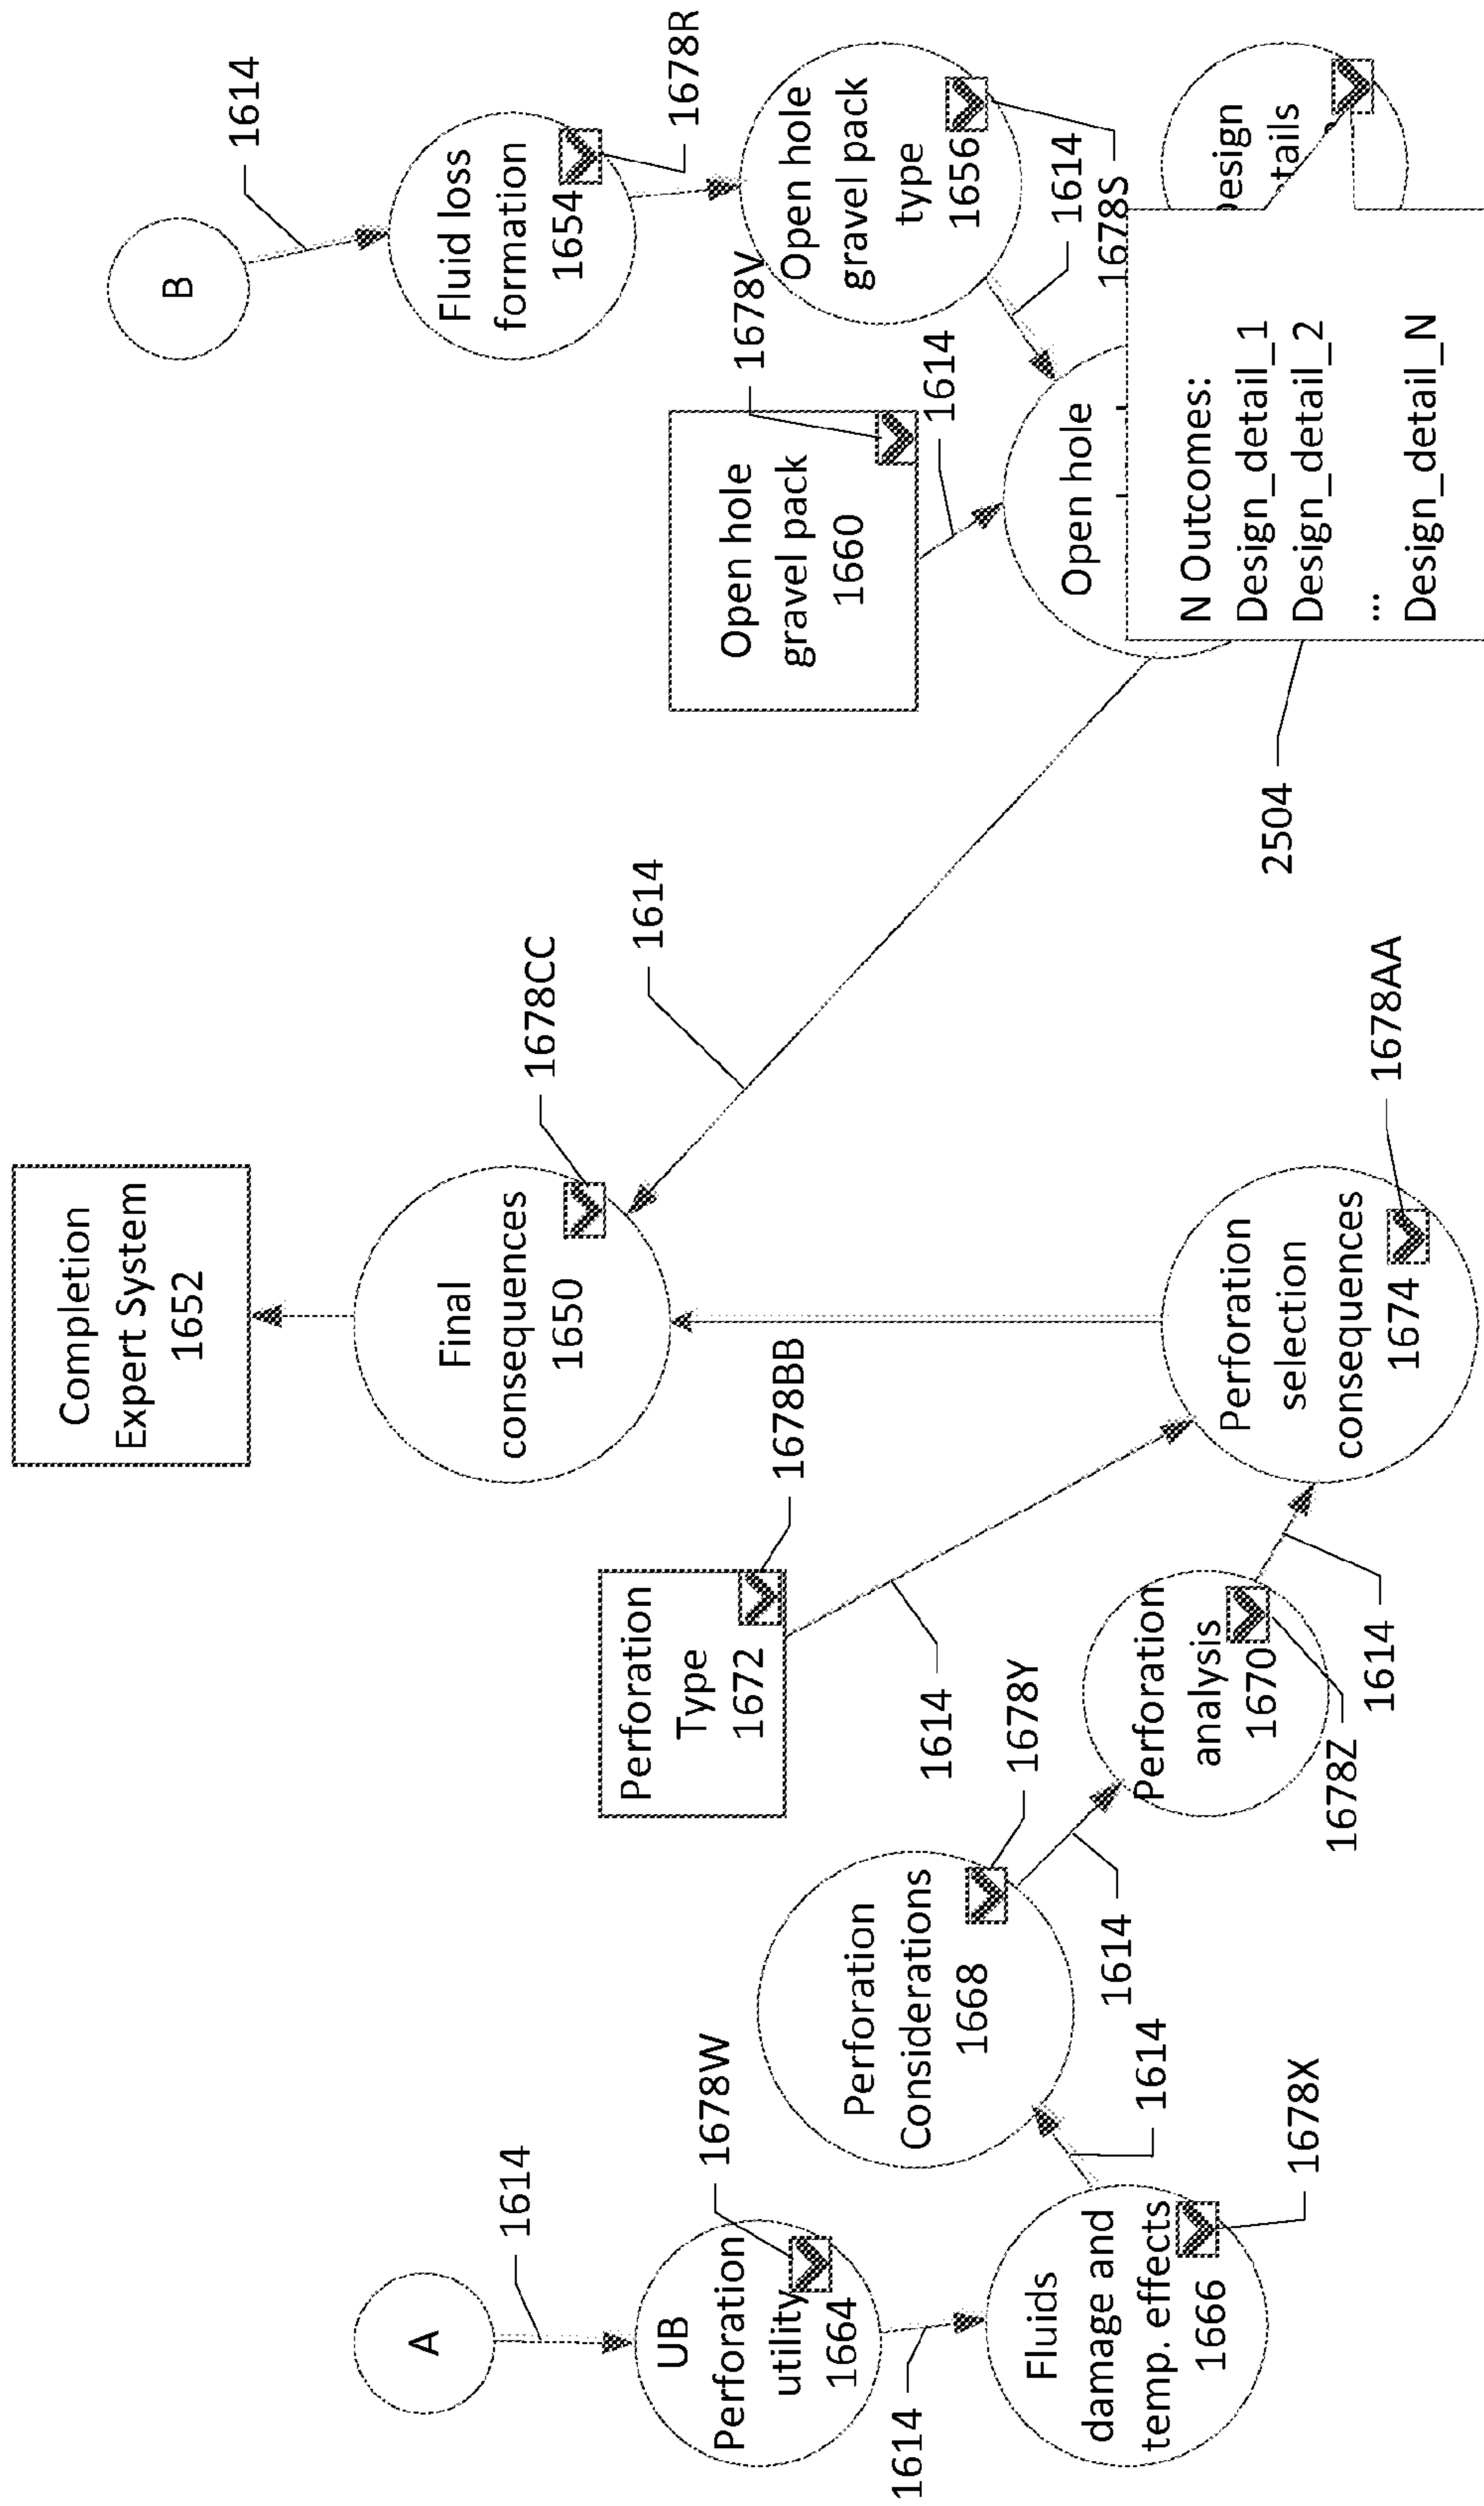 Completion
Expert System
1652
B
1614
Fluid loss
formation
1654
1678R
Final
consequences
1650
1678CC
1614
Open hole
gravel pack
1660
1678V
Open hole
gravel pack
type
1656
1614
1678S
1614
Open hole
N Outcomes:
Design_detail_1
Design_detail_2
...
Design_detail_N
2504
A
1614
UB
Perforation
utility
1664
1678W
1614
Fluids
damage and
temp. effects
1666
1678X
1614
Perforation
Considerations
1668
1678Y
1614
Perforation
Type
1672
1678BB
1614
Perforation
analysis
1670
1678Z
1614
Perforation
selection
consequences
1674
1678AA